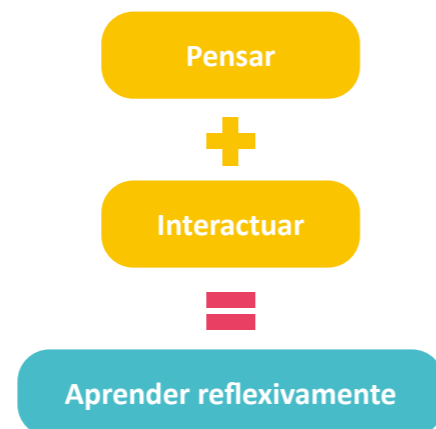 Pensar
+
Interactuar
=
Aprender reflexivamente